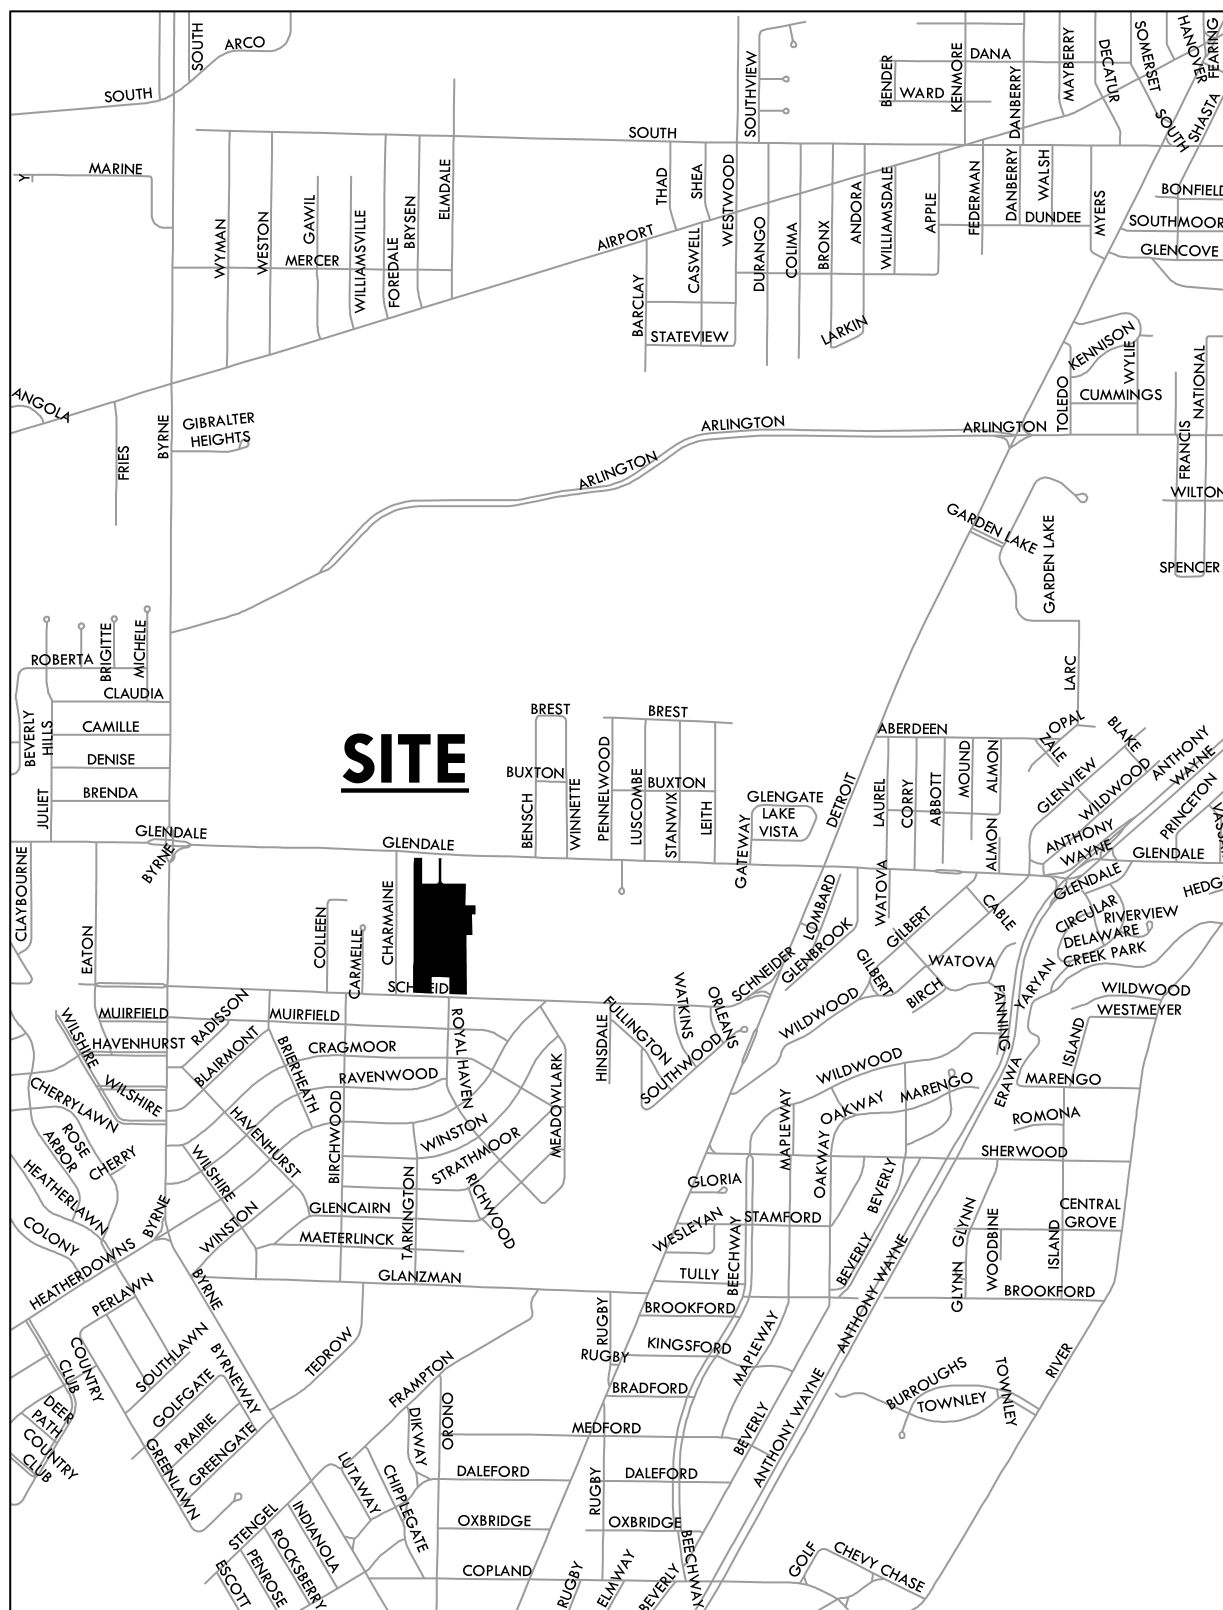 SOUTH
ARCO
SOUTH
MARINE
Y
SOUTHVIEW
BENDER
WARD
KENMORE
DANA
DANBERRY
MAYBERRY
DECATUR
SOMERSET
HANOVER
FEARING
SHASTA
SOUTH
SOUTH
WYMAN
WESTON
GAWIL
MERCER
WILLIAMSVILLE
FOREDALE
BRYSEN
ELMDALE
THAD
SHEA
WESTWOOD
AIRPORT
BARCLAY
CASWELL
STATEVIEW
DURANGO
COLIMA
BRONX
ANDORA
WILLIAMSDALE
LARKIN
APPLE
FEDERMAN
DANBERRY
WALSH
DUNDEE
MYERS
BONFIELD
SOUTHMOOR
GLENCOVE
KENNISON
WYLIE
TOLEDO
CUMMINGS
NATIONAL
FRANCIS
WILTON
SPENCER
ANGOLA
FRIES
BYRNE
GIBRALTER
HEIGHTS
ARLINGTON
ARLINGTON
ARLINGTON
GARDEN LAKE
GARDEN LAKE
LARC
ROBERTA
BRIGITTE
MICHELE
CLAUDIA
BEVERLY
HILLS
CAMILLE
DENISE
JULIET
BRENDA
GLENDALE
BYRNE
SITE
GLENDALE
BREST
BUXTON
BENSCH
WINNETTE
PENNELWOOD
BREST
LUSCOMBE
BUXTON
STANWIX
LEITH
GATEWAY
GLENGATE
LAKE
VISTA
DETROIT
ABERDEEN
LAUREL
CORRY
ABBOTT
MOUND
ALMON
ALMON
OPAL
ZALE
BLAKE
GLENVIEW
WILDWOOD
ANTHONY
WAYNE
PRINCETON
ANTHONY
WAYNE
GLENDALE
GLENDALE
CLAYBOURNE
EATON
COLLEEN
CARMELLE
CHARMAINE
LOMBARD
WATOVA
GILBERT
CABLE
CIRCULAR
RIVERVIEW
DELAWARE
CREEK PARK
SCHNEIDER
GLENBROOK
GILBERT
WATOVA
BIRCH
WILDWOOD
YARYAN
FANNING
WILDWOOD
WESTMEYER
ISLAND
MUIRFIELD
RADISSON
MUIRFIELD
WILSHIRE
HAVENHURST
BLAIRMONT
BRIERHEATH
CRAGMOOR
RAVENWOOD
ROYAL HAVEN
HINSDALE
FULLINGTON
WATKINS
ORLEANS
SOUTHWOOD
WILDWOOD
MARENGO
ERAWA
MARENGO
CHERRYLAWN
WILSHIRE
HAVENHURST
BIRCHWOOD
WINSTON
STRATHMOOR
MEADOWLARK
MAPLEWAY
OAKWAY
OAKWAY
ROMONA
SHERWOOD
ROSE
ARBOR
CHERRY
HEATHERLAWN
WILSHIRE
RICHWOOD
GLORIA
BEVERLY
COLONY
BYRNE
WINSTON
GLENCAIRN
TARKINGTON
MAETERLINCK
WESLEYAN
BEECHWAY
STAMFORD
GLYNN
WOODBINE
CENTRAL
GROVE
ISLAND
HEATHERDOWNS
PERLAWN
BYRNE
GLANZMAN
TULLY
BROOKFORD
BEVERLY
ANTHONY WAYNE
GLYNN
BROOKFORD
COUNTRY
CLUB
SOUTHLAWN
BYRNEWAY
TEDROW
RUGBY
RUGBY
KINGSFORD
MAPLEWAY
RIVER
GOLFGATE
FRAMPTON
BRADFORD
BURROUGHS
TOWNLEY
TOWNLEY
DEER
PATH
COUNTRY
CLUB
PRAIRIE
GREENGATE
GREENLAWN
DIKWAY
ORONO
MEDFORD
BEVERLY
ANTHONY WAYNE
LUTAWAY
CHIPPLEGATE
DALEFORD
RUGBY
DALEFORD
STENGEL
INDIANOLA
OXBRIDGE
OXBRIDGE
BEECHWAY
ESCOTT
PENROSE
ROCKSBERRY
COPLAND
RUGBY
ELMWAY
BEVERLY
GOLF
CHEVY CHASE